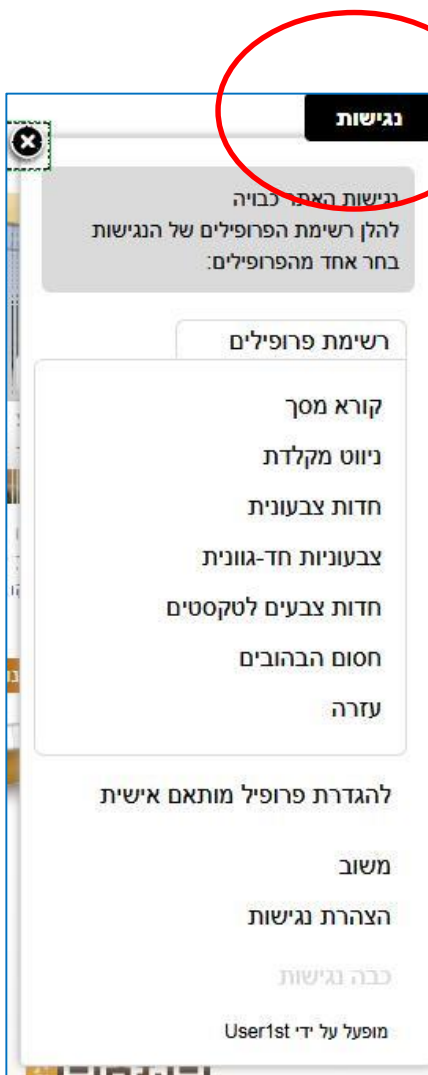 נגישות
נגישות האתר כבויה
להלן רשימת הפרופילים של הנגישות
בחר אחד מהפרופילים:
רשימת פרופילים
קורא מסך
ניווט מקלדת
חדות צבעונית
צבעוניות חד-גוונית
חדות צבעים לטקסטים
חסום הבהובים
עזרה
להגדרת פרופיל מותאם אישית
משוב
הצהרת נגישות
כבה נגישות
מופעל על ידי User1st